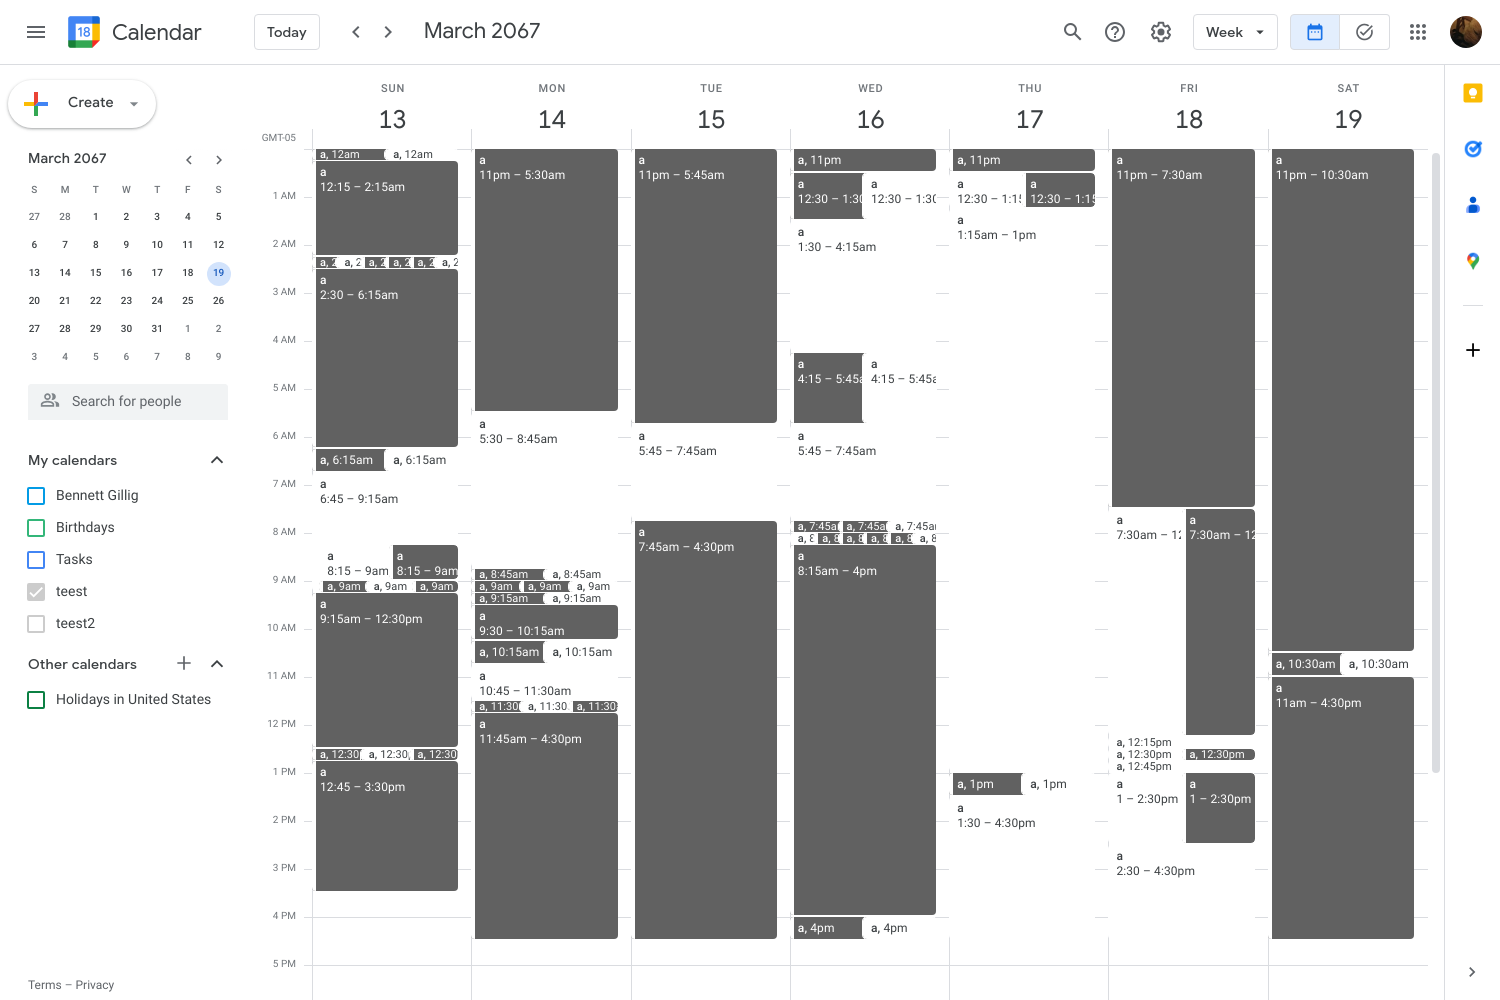 18 Calendar Today March 2067 Week
Create
March 2067
S M T W T F S
27 28 1 2 3 4 5
6 7 8 9 10 11 12
13 14 15 16 17 18 19
20 21 22 23 24 25 26
27 28 29 30 31 1 2
3 4 5 6 7 8 9
Search for people
My calendars
Bennett Gillig
Birthdays
Tasks
teest
teest2
Other calendars
Holidays in United States
Terms – Privacy
GMT-05
1 AM
2 AM
3 AM
4 AM
5 AM
6 AM
7 AM
8 AM
9 AM
10 AM
11 AM
12 PM
1 PM
2 PM
3 PM
4 PM
5 PM
SUN
13
a, 12am a, 12am
a
12:15 – 2:15am
a, 2 a, 2 a, 2 a, 2 a, 2 a, 2
a
2:30 – 6:15am
a, 6:15am a, 6:15am
a
6:45 – 9:15am
a
8:15 – 9am
a
8:15 – 9am
a, 9am a, 9am a, 9am
a
9:15am – 12:30pm
a, 12:30 a, 12:30 a, 12:30
a
12:45 – 3:30pm
MON
14
a
11pm – 5:30am
a
5:30 – 8:45am
a, 8:45am a, 8:45am
a, 9am a, 9am a, 9am
a, 9:15am a, 9:15am
a
9:30 – 10:15am
a, 10:15am a, 10:15am
a
10:45 – 11:30am
a, 11:30 a, 11:30 a, 11:30
a
11:45am – 4:30pm
TUE
15
a
11pm – 5:45am
a
5:45 – 7:45am
a
7:45am – 4:30pm
WED
16
a, 11pm
a
12:30 – 1:30
a
12:30 – 1:30
a
1:30 – 4:15am
a
4:15 – 5:45a
a
4:15 – 5:45a
a
5:45 – 7:45am
a, 7:45a a, 7:45a a, 7:45a
a, 8 a, 8 a, 8 a, 8 a, 8 a, 8
a
8:15am – 4pm
a, 4pm a, 4pm
THU
17
a, 11pm
a
12:30 – 1:15
a
12:30 – 1:15
a
1:15am – 1pm
a, 1pm a, 1pm
a
1:30 – 4:30pm
FRI
18
a
11pm – 7:30am
a
7:30am – 12
a
7:30am – 12
a, 12:15pm
a, 12:30pm a, 12:30pm
a, 12:45pm
a
1 – 2:30pm
a
1 – 2:30pm
a
2:30 – 4:30pm
SAT
19
a
11pm – 10:30am
a, 10:30am a, 10:30am
a
11am – 4:30pm